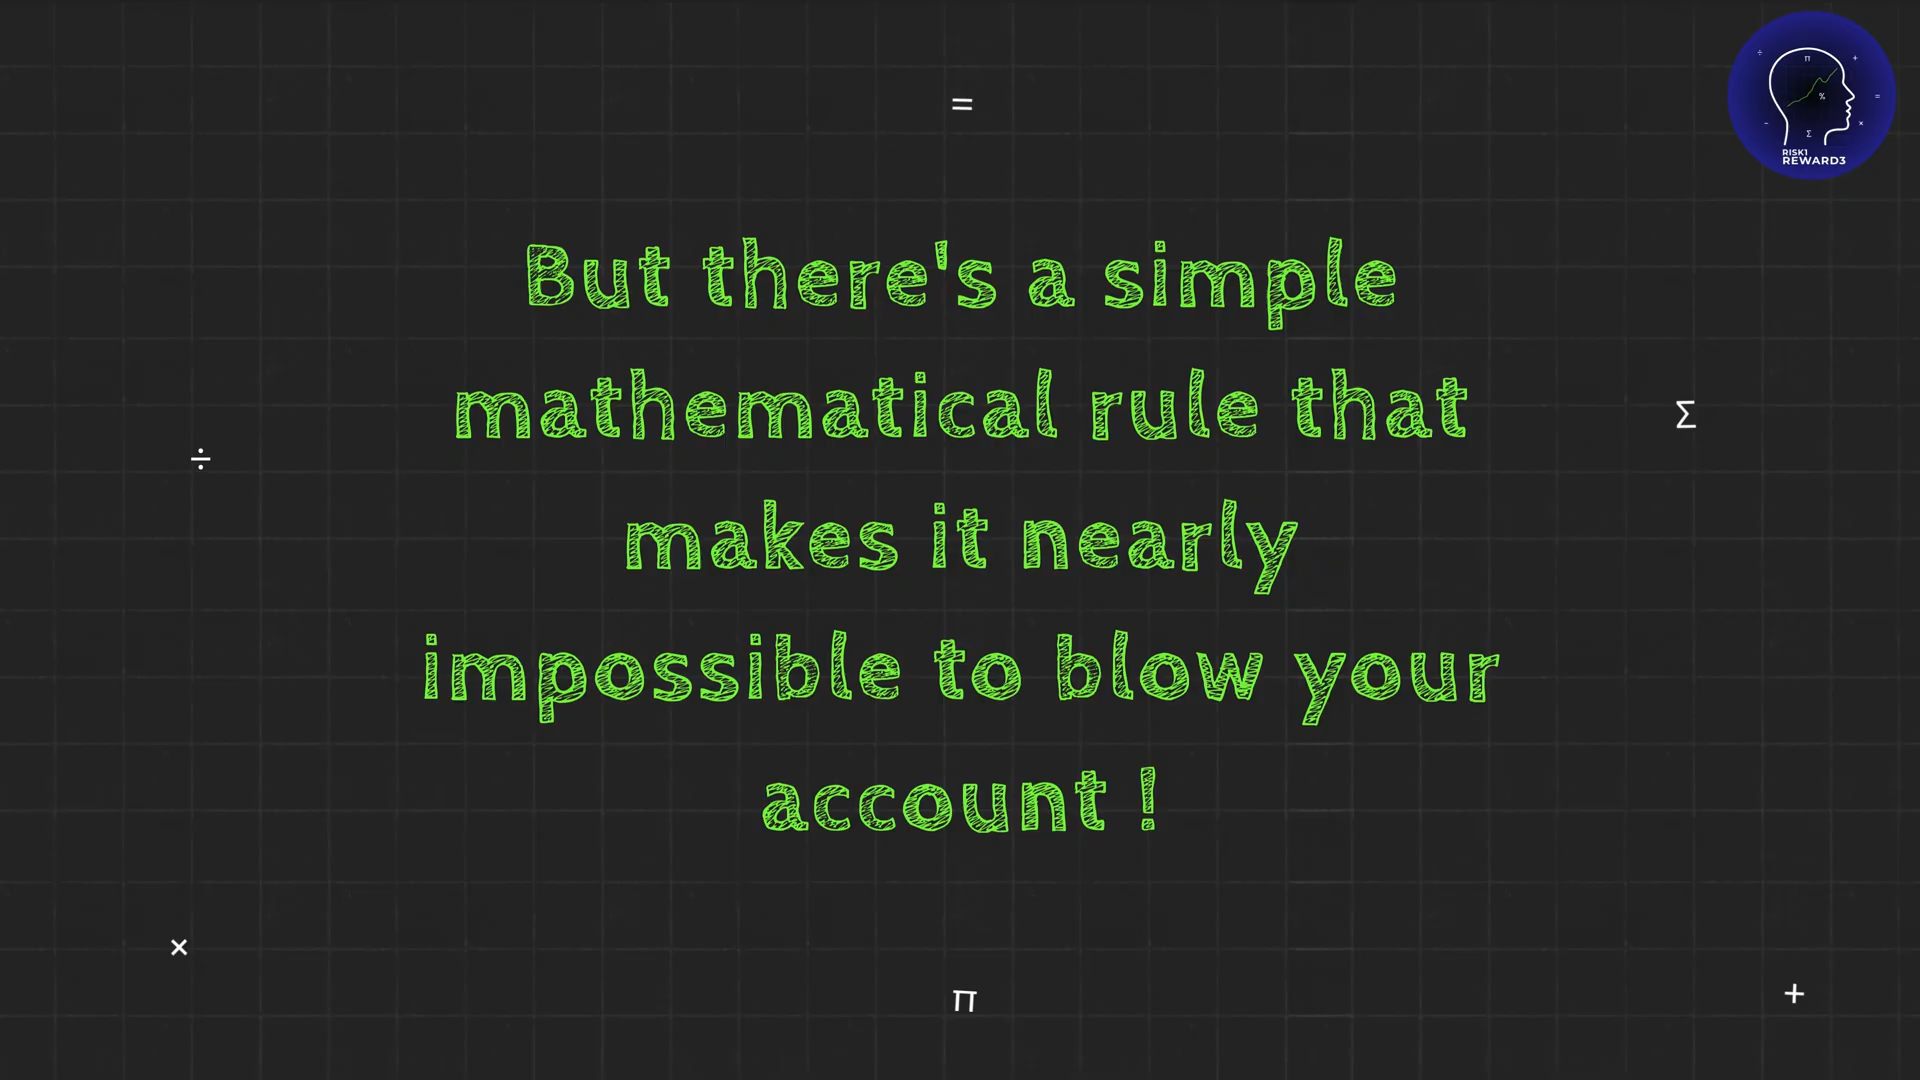 =
÷ π +
% =
- Σ ×
RISK1
REWARD3
But there's a simple
mathematical rule that
Σ
÷
makes it nearly
impossible to blow your
account !
×
π
+